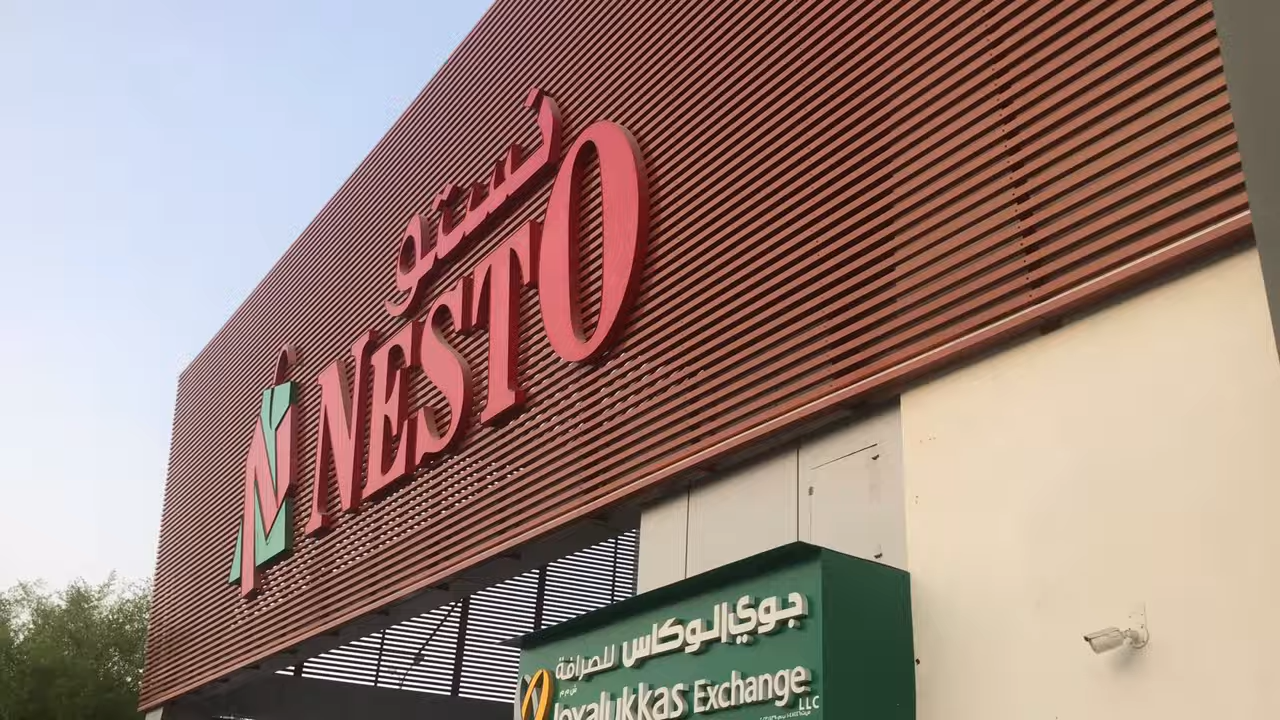 نستو
NESTO
جوي الوكاس للصرافة
ش.م.م
Joyalukkas Exchange
LLC